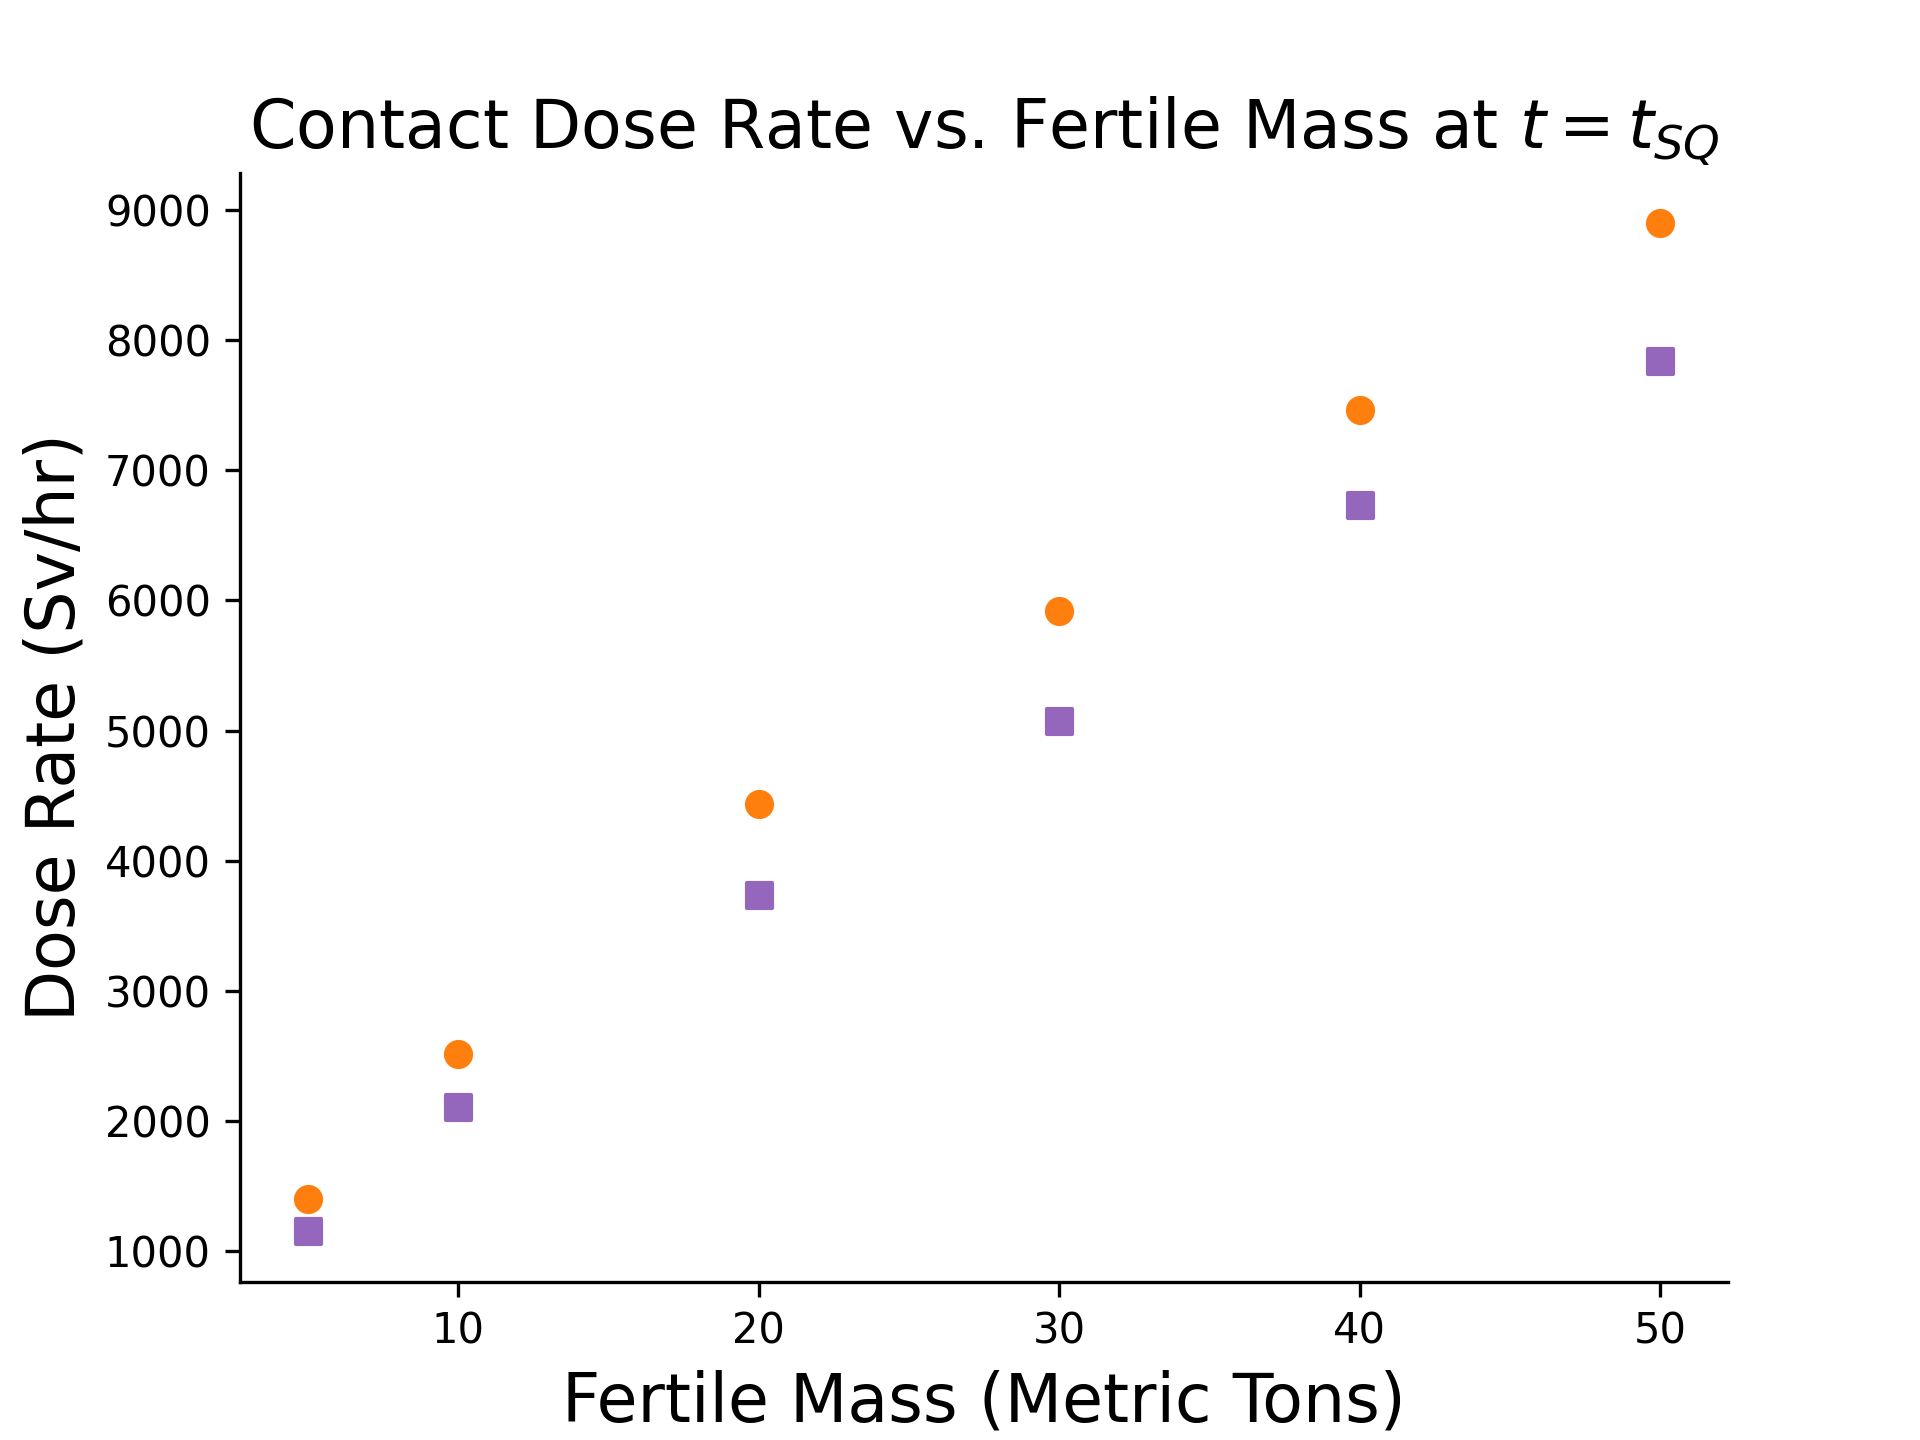 Contact Dose Rate vs. Fertile Mass at t = t_SQ
9000
8000
7000
6000
5000
4000
3000
2000
1000
Dose Rate (Sv/hr)
10 20 30 40 50
Fertile Mass (Metric Tons)